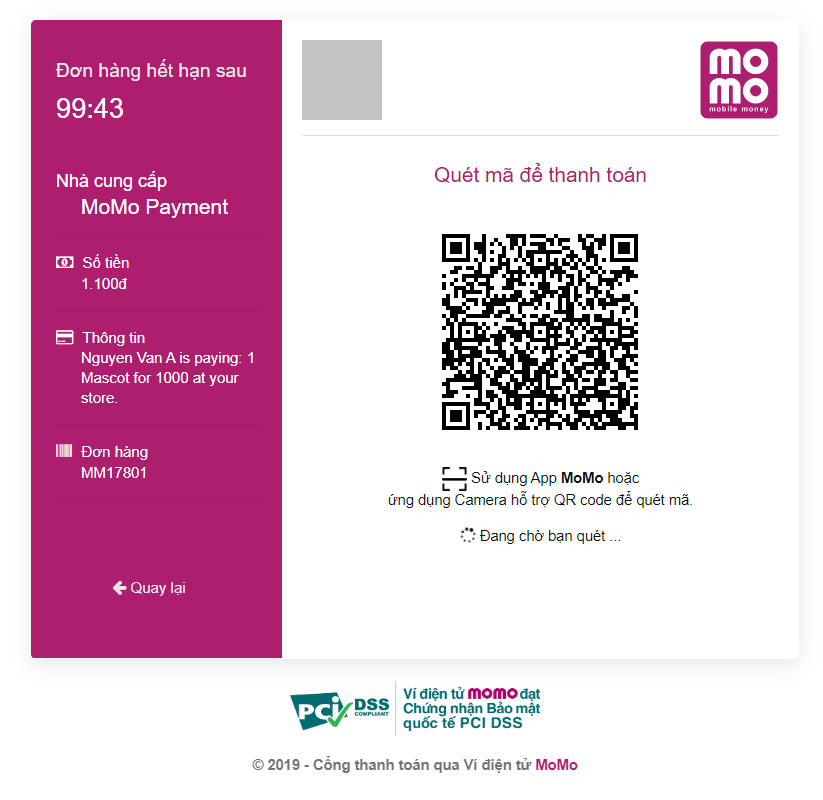 Đơn hàng hết hạn sau
99:43
Nhà cung cấp
MoMo Payment
Số tiền
1.100đ
Thông tin
Nguyen Van A is paying: 1
Mascot for 1000 at your
store.
Đơn hàng
MM17801
Quay lại
mo
mo
mobile money
Quét mã để thanh toán
Sử dụng App MoMo hoặc
ứng dụng Camera hỗ trợ QR code để quét mã.
Đang chờ bạn quét ...
PCi DSS
COMPLIANT
Ví điện tử momo đạt
Chứng nhận Bảo mật
quốc tế PCI DSS
© 2019 - Cổng thanh toán qua Ví điện tử MoMo